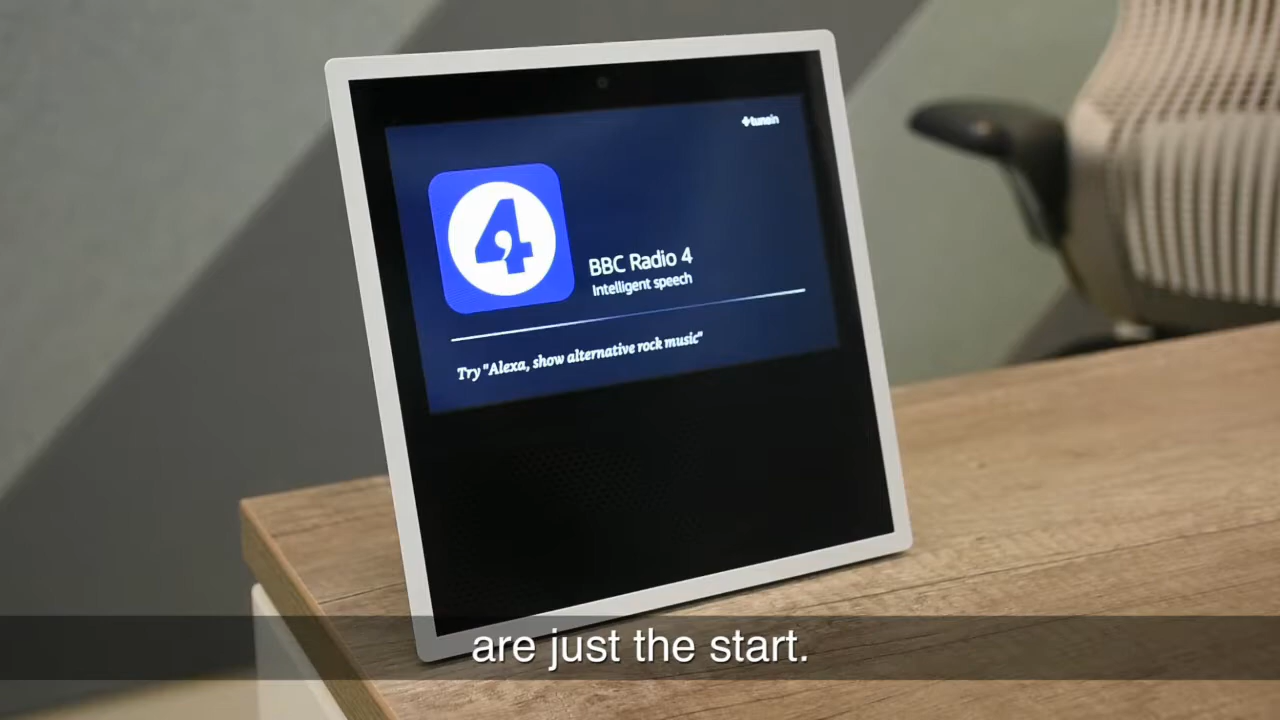 tunein
4
BBC Radio 4
Intelligent speech
Try "Alexa, show alternative rock music"
are just the start.